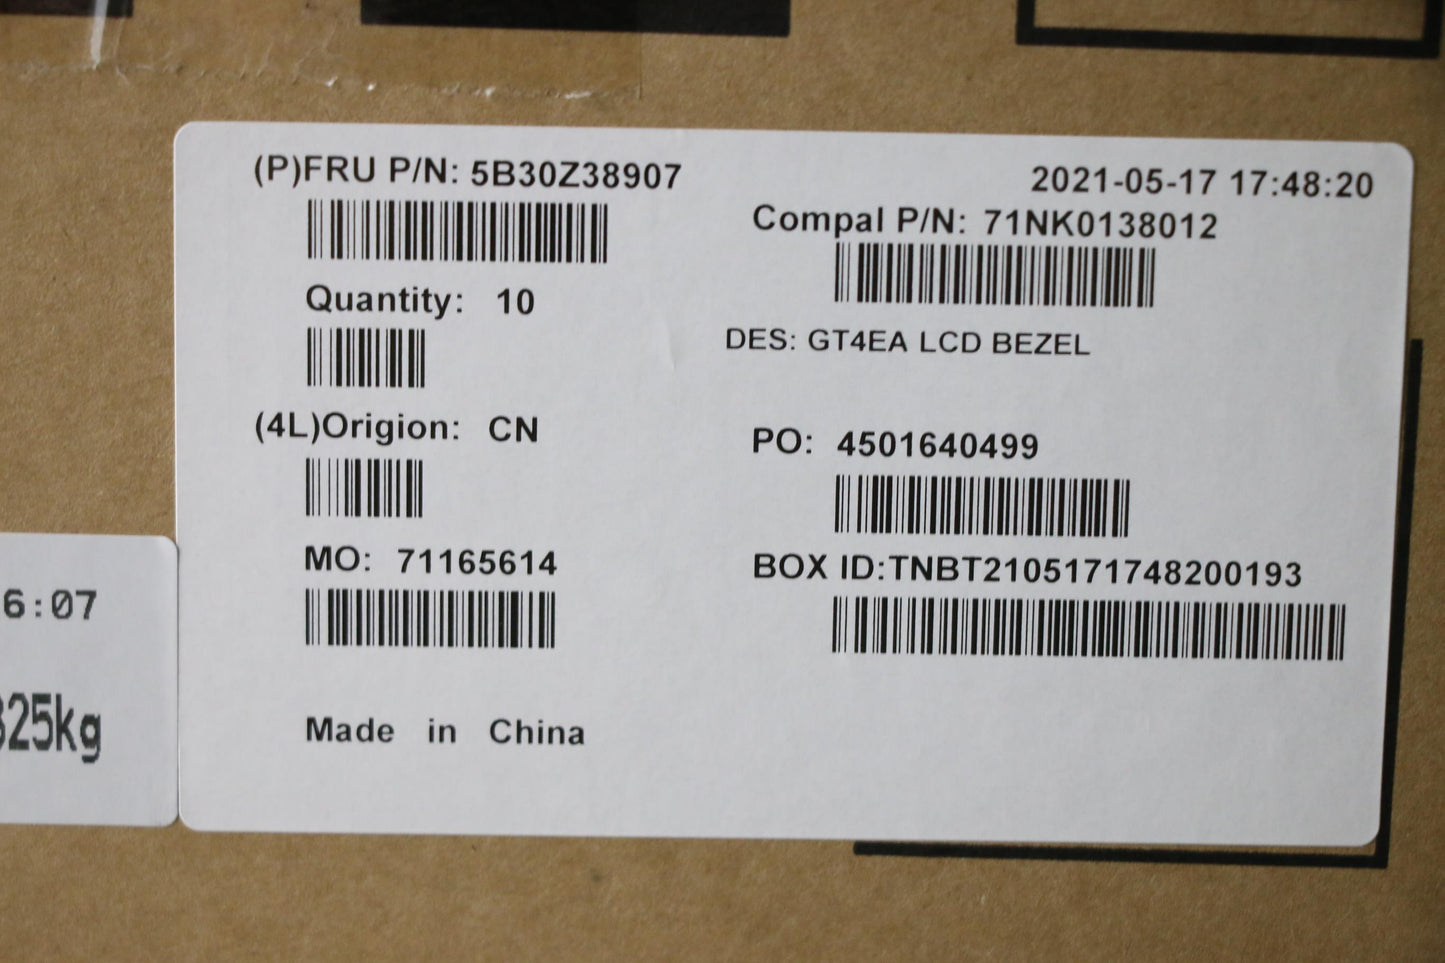 (P)FRU P/N: 5B30Z38907
2021-05-17 17:48:20
Compal P/N: 71NK0138012
Quantity: 10
DES: GT4EA LCD BEZEL
(4L)Origion: CN
PO: 4501640499
MO: 71165614
BOX ID:TNBT2105171748200193
Made in China
6:07
25kg